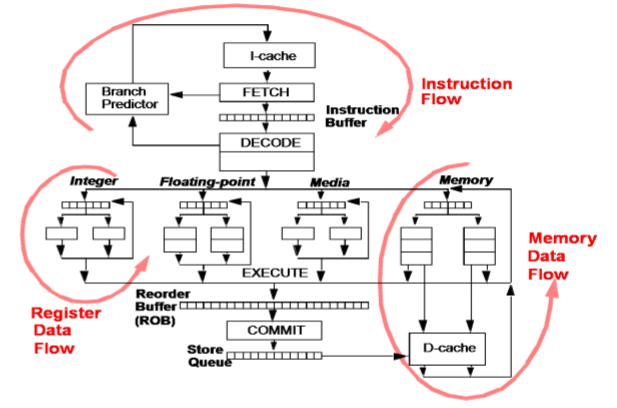 I-cache
Branch
Predictor
FETCH
Instruction
Flow
Instruction
Buffer
DECODE
Integer
Floating-point
Media
Memory
Memory
Data
Flow
EXECUTE
Register
Data
Flow
Reorder
Buffer
(ROB)
COMMIT
Store
Queue
D-cache